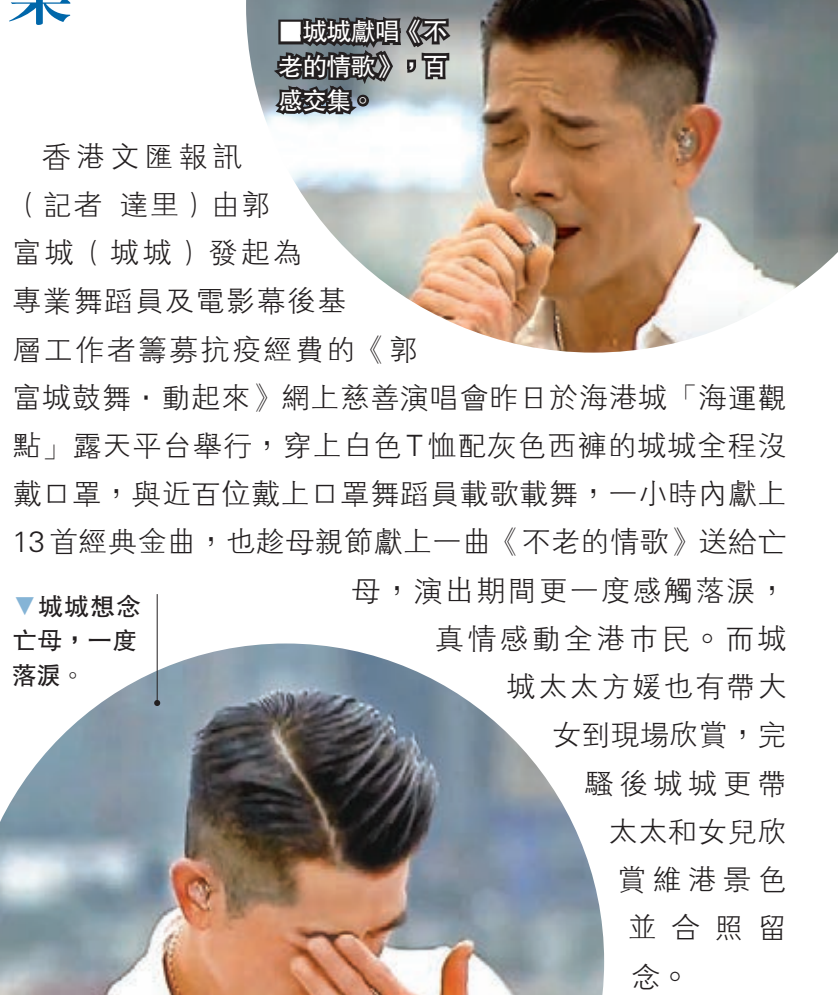 業
■城城獻唱《不
老的情歌》，百
感交集。
香港文匯報訊
（記者 達里）由郭
富城（城城）發起為
專業舞蹈員及電影幕後基
層工作者籌募抗疫經費的《郭
富城鼓舞·動起來》網上慈善演唱會昨日於海港城「海運觀
點」露天平台舉行，穿上白色T恤配灰色西褲的城城全程沒
戴口罩，與近百位戴上口罩舞蹈員載歌載舞，一小時內獻上
13首經典金曲，也趁母親節獻上一曲《不老的情歌》送給亡
母，演出期間更一度感觸落淚，
真情感動全港市民。而城
城太太方媛也有帶大
女到現場欣賞，完
騷後城城更帶
太太和女兒欣
賞維港景色
並合照留
念。
▼城城想念
亡母，一度
落淚。